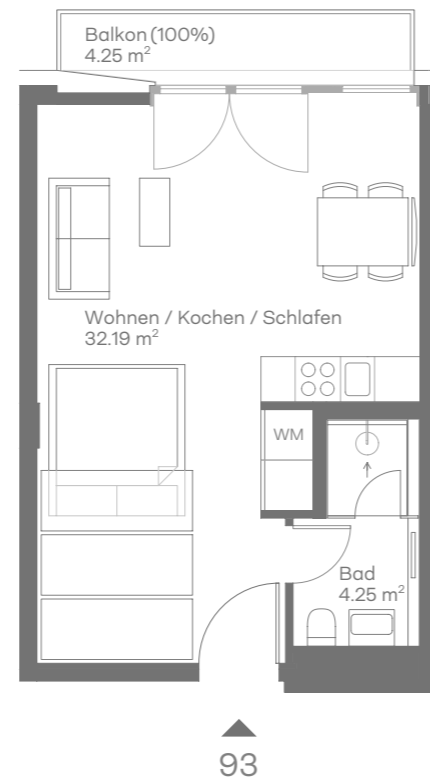 Balkon (100%)
4.25 m²
Wohnen / Kochen / Schlafen
32.19 m²
WM
Bad
4.25 m²
93